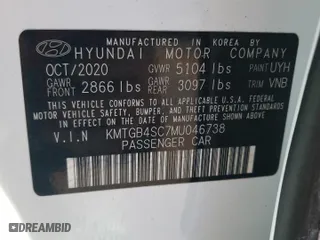 MANUFACTURED IN KOREA BY
HYUNDAI MOTOR COMPANY
OCT/2020 GVWR 5104 lbs PAINT UYH
GAWR FRONT 2866 lbs GAWR REAR 3097 lbs TRIM VNB
THIS VEHICLE CONFORMS TO ALL APPLICABLE U.S. FEDERAL MOTOR VEHICLE
SAFETY, BUMPER, AND THEFT PREVENTION STANDARDS IN EFFECT ON THE
DATE OF MANUFACTURE SHOWN ABOVE.
V.I.N KMTGB4SC7MU046738
PASSENGER CAR